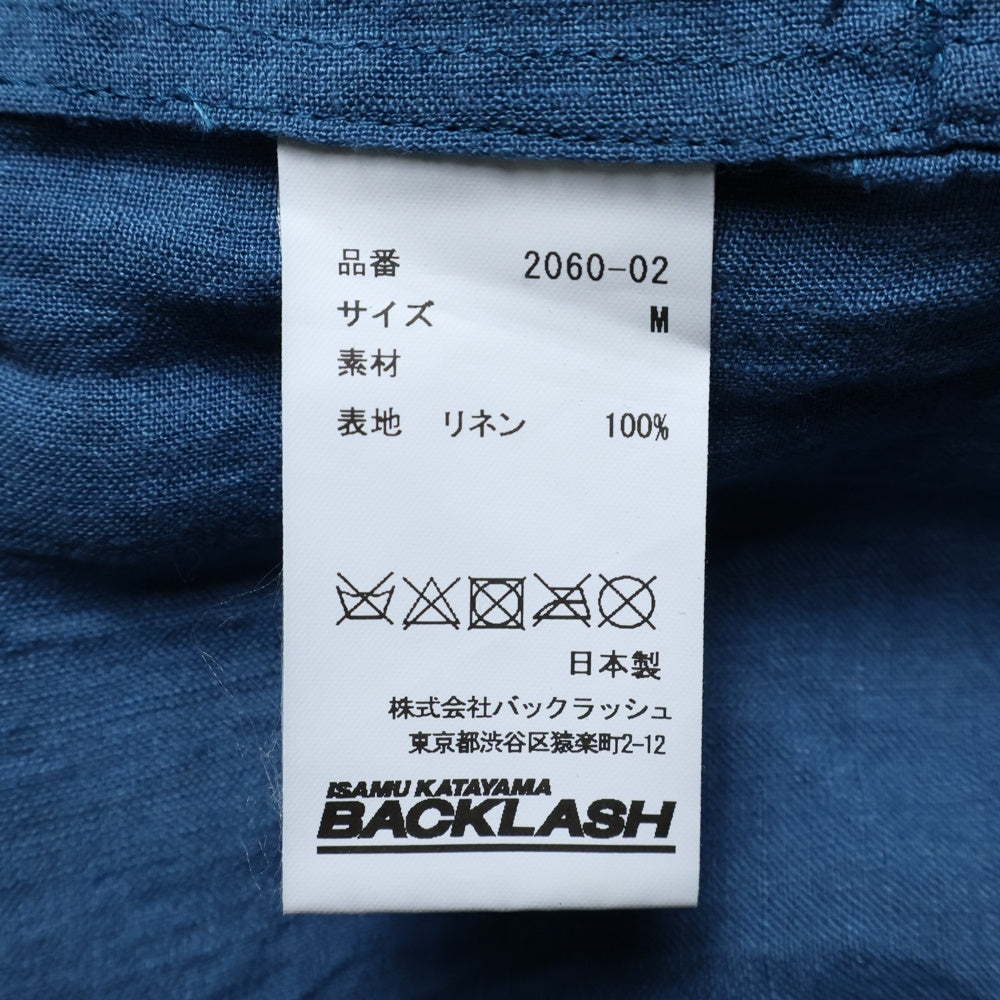 品番 2060-02
サイズ M
素材
表地 リネン 100%
日本製
株式会社バックラッシュ
東京都渋谷区猿楽町2-12
ISAMU KATAYAMA
BACKLASH